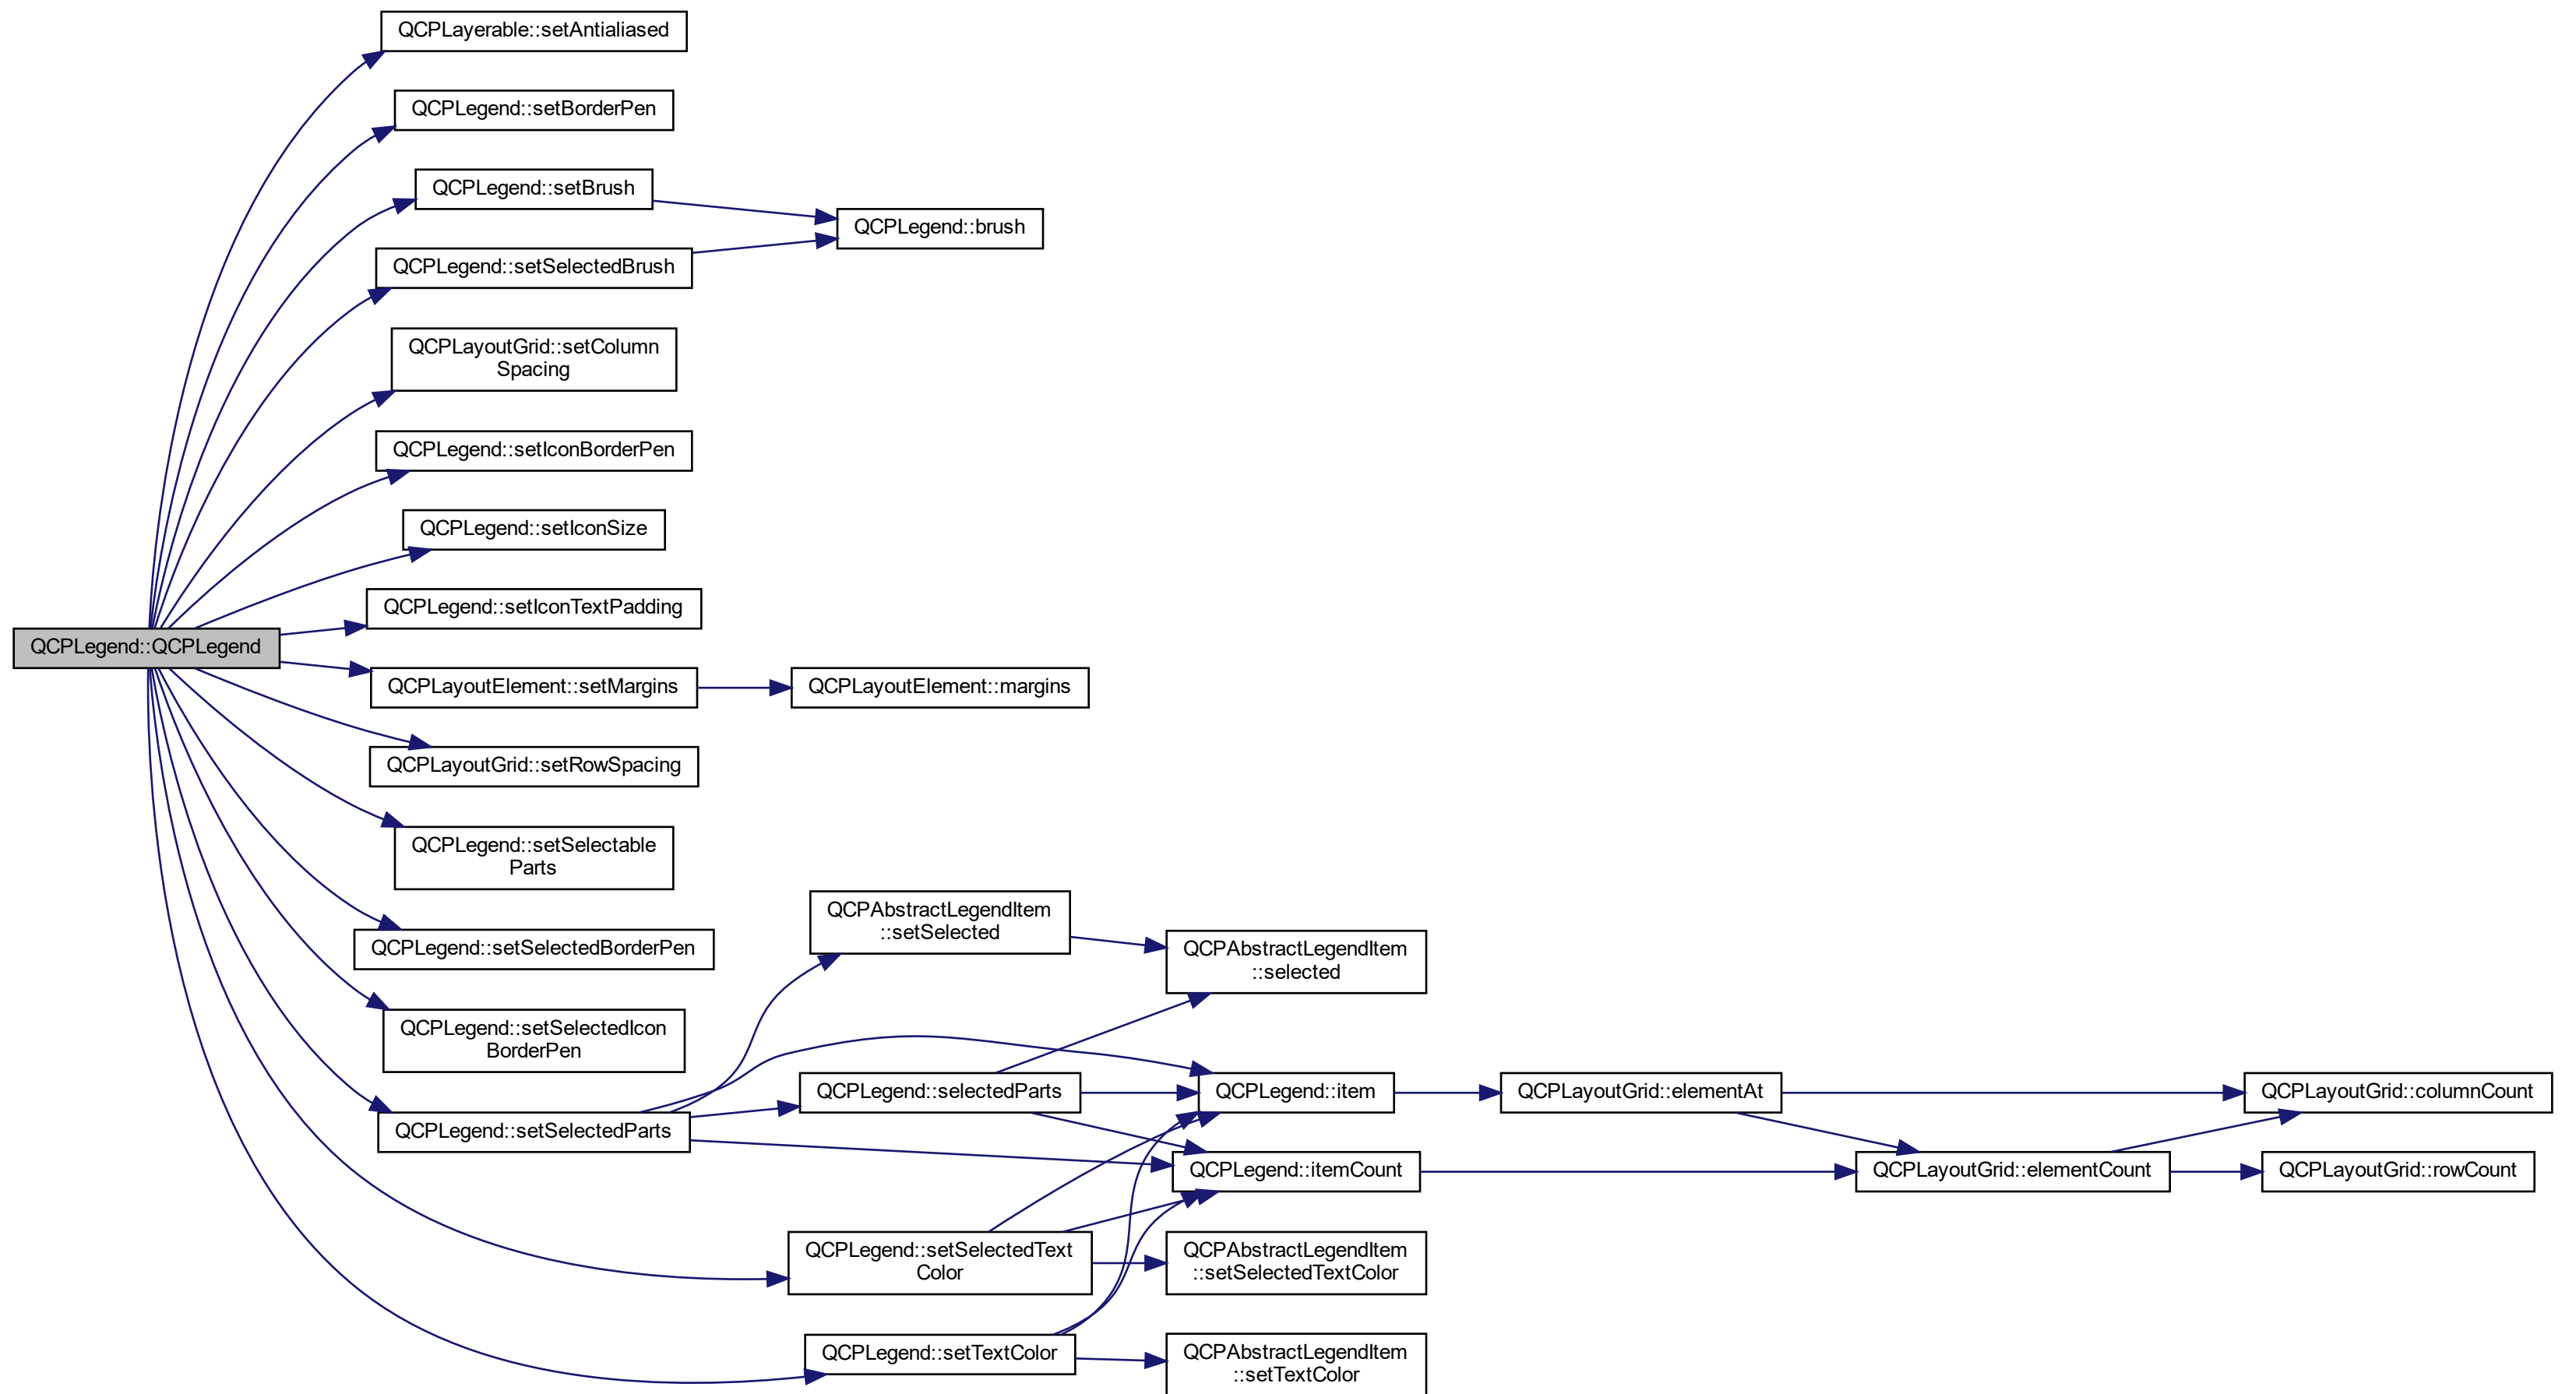 QCPLayerable::setAntialiased
QCPLegend::setBorderPen
QCPLegend::setBrush
QCPLegend::brush
QCPLegend::setSelectedBrush
QCPLayoutGrid::setColumn
Spacing
QCPLegend::setIconBorderPen
QCPLegend::setIconSize
QCPLegend::setIconTextPadding
QCPLegend::QCPLegend
QCPLayoutElement::setMargins
QCPLayoutElement::margins
QCPLayoutGrid::setRowSpacing
QCPLegend::setSelectable
Parts
QCPAbstractLegendItem
::setSelected
QCPLegend::setSelectedBorderPen
QCPAbstractLegendItem
::selected
QCPLegend::setSelectedIcon
BorderPen
QCPLegend::selectedParts
QCPLegend::item
QCPLayoutGrid::elementAt
QCPLayoutGrid::columnCount
QCPLegend::setSelectedParts
QCPLegend::itemCount
QCPLayoutGrid::elementCount
QCPLayoutGrid::rowCount
QCPLegend::setSelectedText
Color
QCPAbstractLegendItem
::setSelectedTextColor
QCPLegend::setTextColor
QCPAbstractLegendItem
::setTextColor